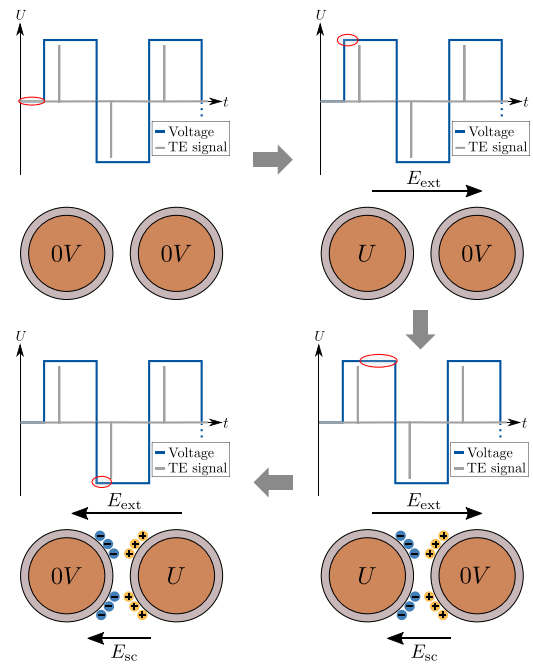 U
t
Voltage
TE signal
0V 0V
U
t
Voltage
TE signal
E_ext
U 0V
U
t
Voltage
TE signal
E_ext
0V U
− − − + + +
− − − + + +
E_sc
U
t
Voltage
TE signal
E_ext
U 0V
− − − + + +
− − − + + +
E_sc